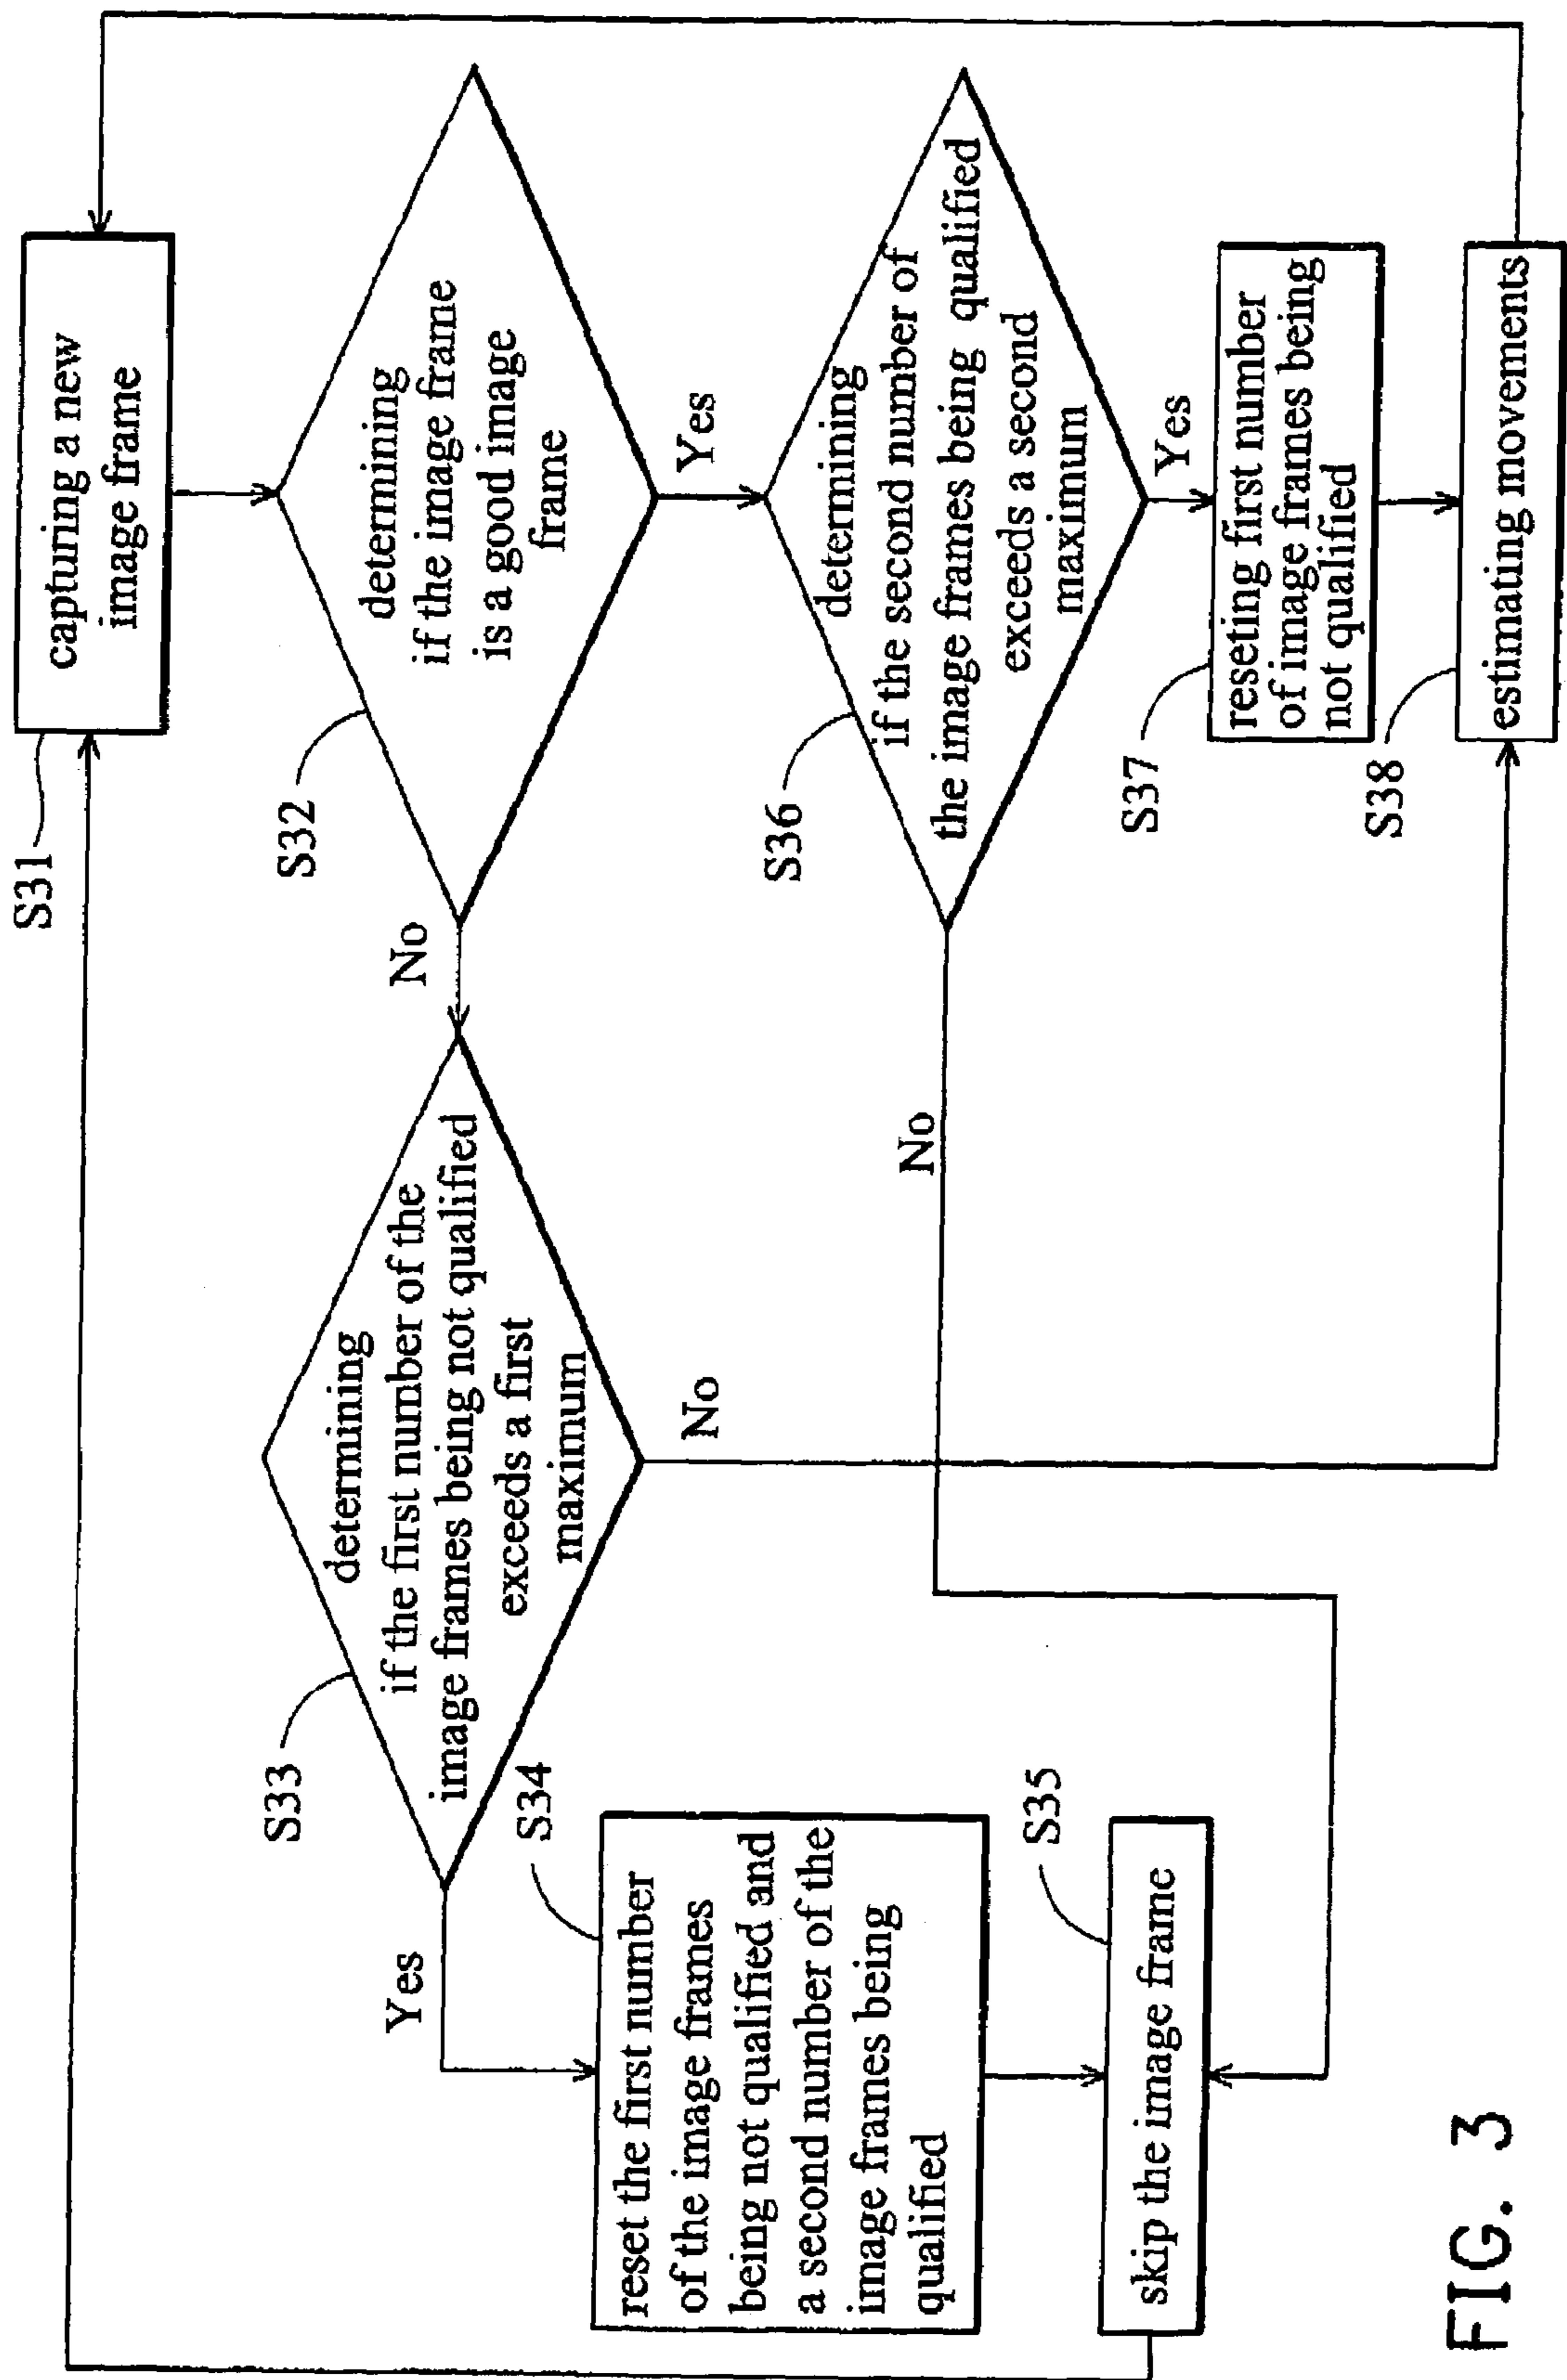 S31
capturing a new
image frame
S32
determining
if the image frame
is a good image
frame
No
Yes
S33
determining
if the first number of the
image frames being not qualified
exceeds a first
maximum
Yes
No
S34
reset the first number
of the image frames
being not qualified and
a second number of the
image frames being
qualified
S35
skip the image frame
S36
determining
if the second number of
the image frames being qualified
exceeds a second
maximum
No
Yes
S37
reseting first number
of image frames being
not qualified
S38
estimating movements
FIG. 3